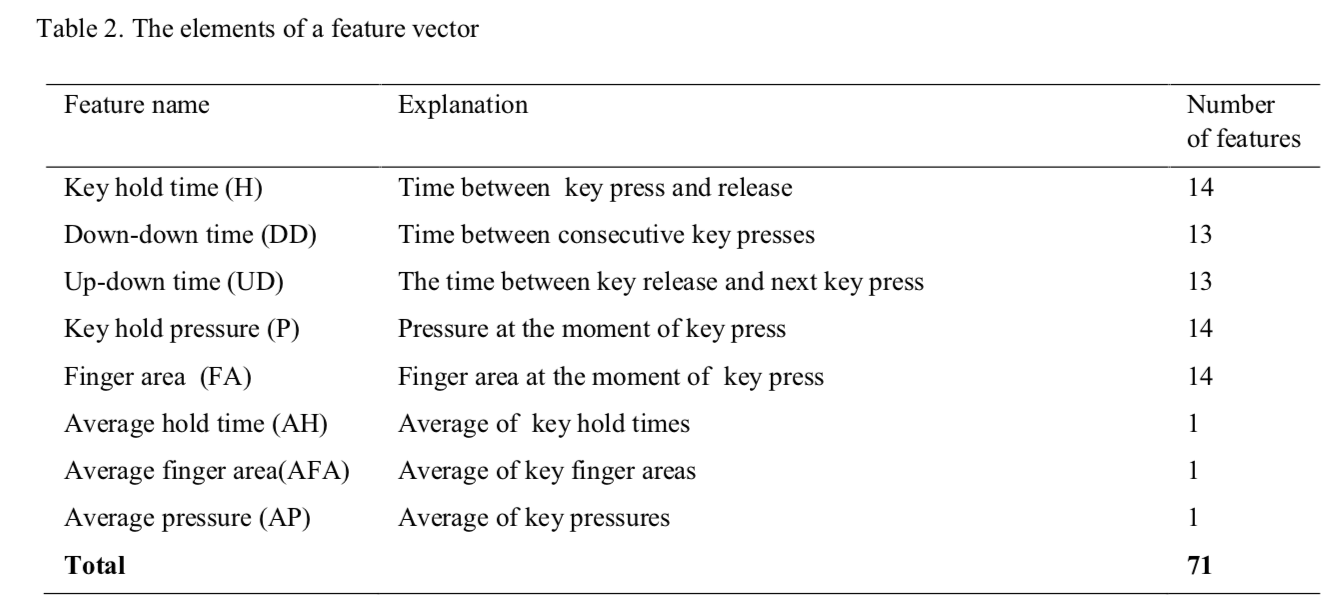 Table 2. The elements of a feature vector
Feature name Explanation Number
of features
Key hold time (H) Time between key press and release 14
Down-down time (DD) Time between consecutive key presses 13
Up-down time (UD) The time between key release and next key press 13
Key hold pressure (P) Pressure at the moment of key press 14
Finger area (FA) Finger area at the moment of key press 14
Average hold time (AH) Average of key hold times 1
Average finger area(AFA) Average of key finger areas 1
Average pressure (AP) Average of key pressures 1
Total 71